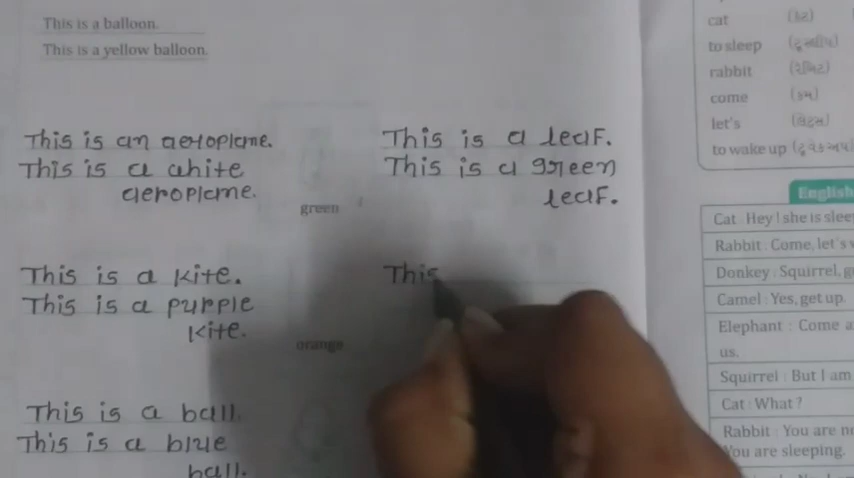 This is a balloon.
This is a yellow balloon.
This is an aeroplane.
This is a white
aeroplane.
green
This is a leaf.
This is a green
leaf.
This is a kite.
This is a purple
kite.
orange
This
This is a ball.
This is a blue
ball.
cat (કેટ)
to sleep (ટૂ સ્લીપ)
rabbit (રેબિટ)
come (કમ)
let's (લેટ્સ)
to wake up (ટૂ વેક અપ)
English
Cat : Hey ! she is slee
Rabbit : Come, let's
Donkey : Squirrel, g
Camel : Yes, get up.
Elephant : Come a
us.
Squirrel : But I am
Cat : What ?
Rabbit : You are n
You are sleeping.